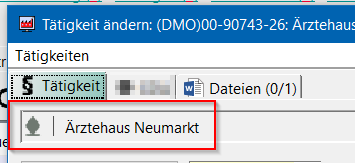 Tätigkeit ändern: (DMO)00-90743-26: Ärztehaus
Tätigkeiten
§ Tätigkeit
Dateien (0/1)
Ärztehaus Neumarkt